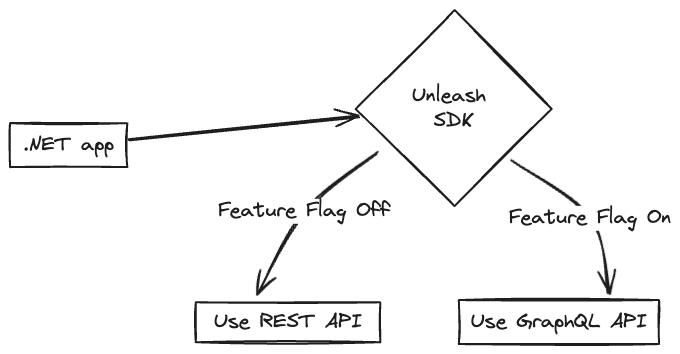 Unleash
SDK
.NET app
Feature Flag Off
Feature Flag On
Use REST API
Use GraphQL API